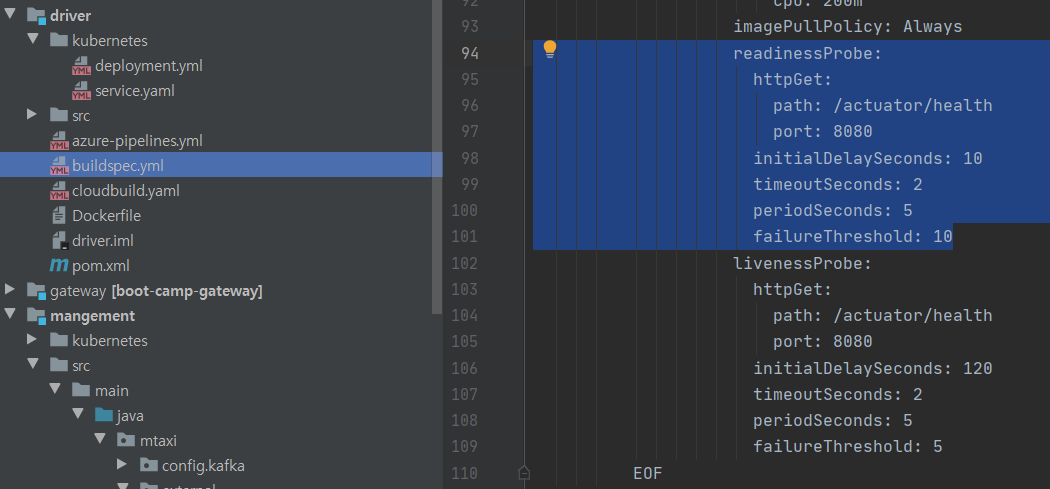 driver
kubernetes
deployment.yml
service.yaml
src
azure-pipelines.yml
buildspec.yml
cloudbuild.yaml
Dockerfile
driver.iml
pom.xml
gateway [boot-camp-gateway]
mangement
kubernetes
src
main
java
mtaxi
config.kafka
external
92 cpu: 200m
93 imagePullPolicy: Always
94 readinessProbe:
95 httpGet:
96 path: /actuator/health
97 port: 8080
98 initialDelaySeconds: 10
99 timeoutSeconds: 2
100 periodSeconds: 5
101 failureThreshold: 10
102 livenessProbe:
103 httpGet:
104 path: /actuator/health
105 port: 8080
106 initialDelaySeconds: 120
107 timeoutSeconds: 2
108 periodSeconds: 5
109 failureThreshold: 5
110 EOF